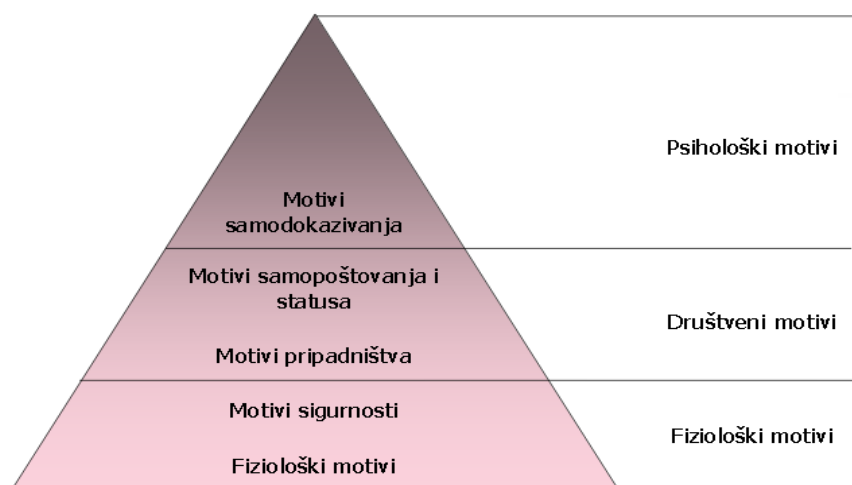 Psihološki motivi
Motivi
samodokazivanja
Motivi samopoštovanja i
statusa
Društveni motivi
Motivi pripadništva
Motivi sigurnosti
Fiziološki motivi
Fiziološki motivi